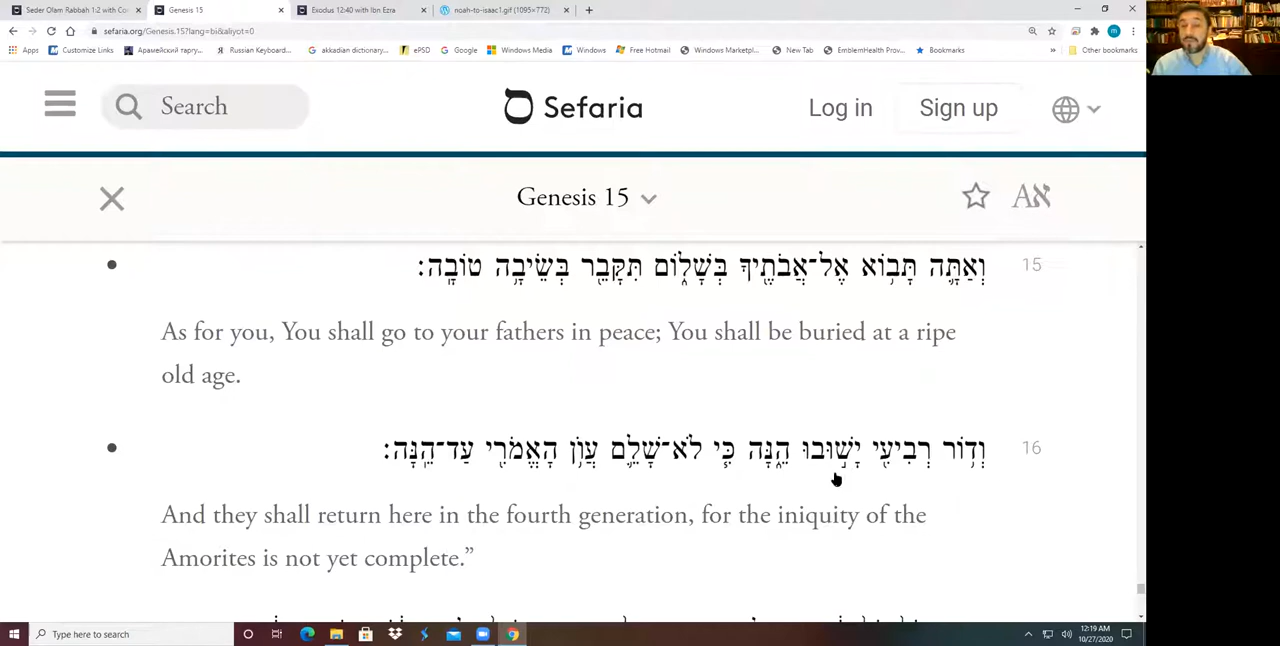 Seder Olam Rabbah 1:2 with Con
Genesis 15
Exodus 12:40 with Ibn Ezra
noah-to-isaac1.gif (1095×772)
sefaria.org/Genesis.15?lang=bi&aliyot=0
Apps
Customize Links
Арамейский таргу...
Russian Keyboard...
akkadian dictionary...
ePSD
Google
Windows Media
Windows
Free Hotmail
Windows Marketpl...
New Tab
EmblemHealth Prov...
Bookmarks
Other bookmarks
Search
Sefaria
Log in
Sign up
Genesis 15
Aא
15
וְאַתָּ֛ה תָּב֥וֹא אֶל־אֲבֹתֶ֖יךָ בְּשָׁל֑וֹם תִּקָּבֵ֖ר בְּשֵׂיבָ֥ה טוֹבָֽה׃
As for you, You shall go to your fathers in peace; You shall be buried at a ripe
old age.
16
וְד֥וֹר רְבִיעִ֖י יָשׁ֣וּבוּ הֵ֑נָּה כִּ֧י לֹא־שָׁלֵ֛ם עֲוֺ֥ן הָאֱמֹרִ֖י עַד־הֵֽנָּה׃
And they shall return here in the fourth generation, for the iniquity of the
Amorites is not yet complete.”
Type here to search
12:19 AM
10/27/2020